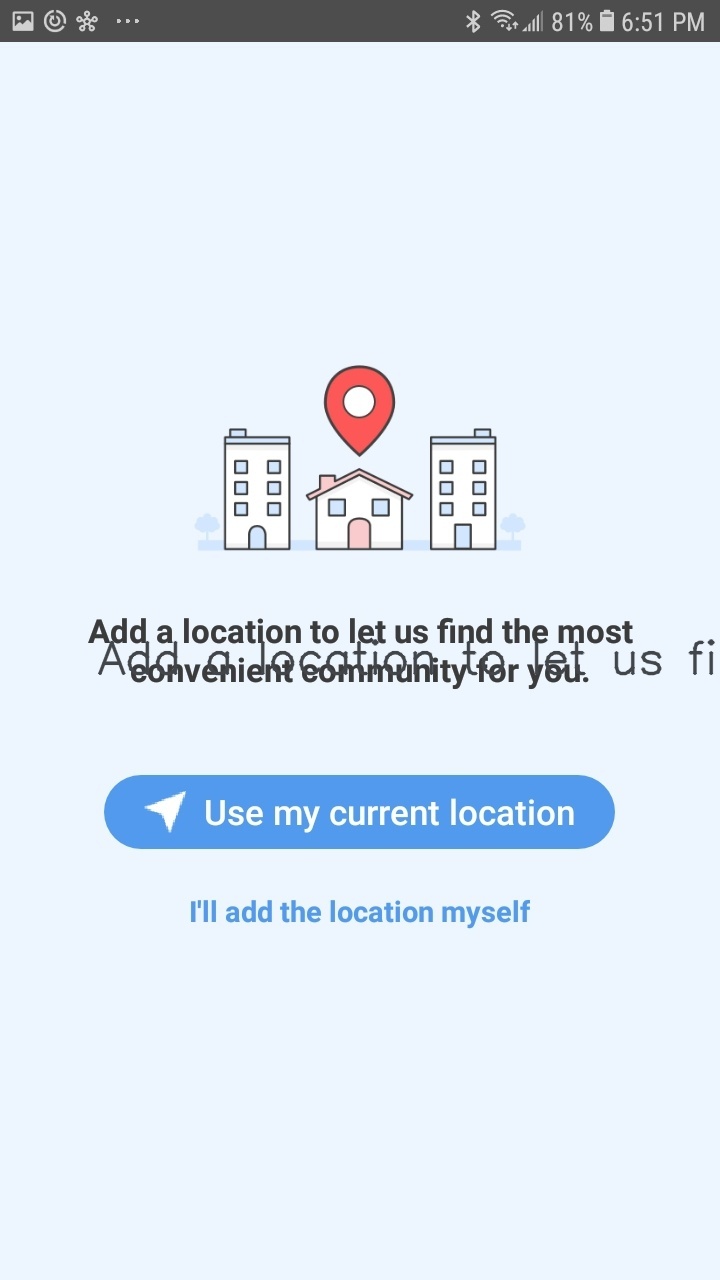 81% 6:51 PM
Add a location to let us find the most
Add a location to let us fi
convenient community for you.
Use my current location
I'll add the location myself